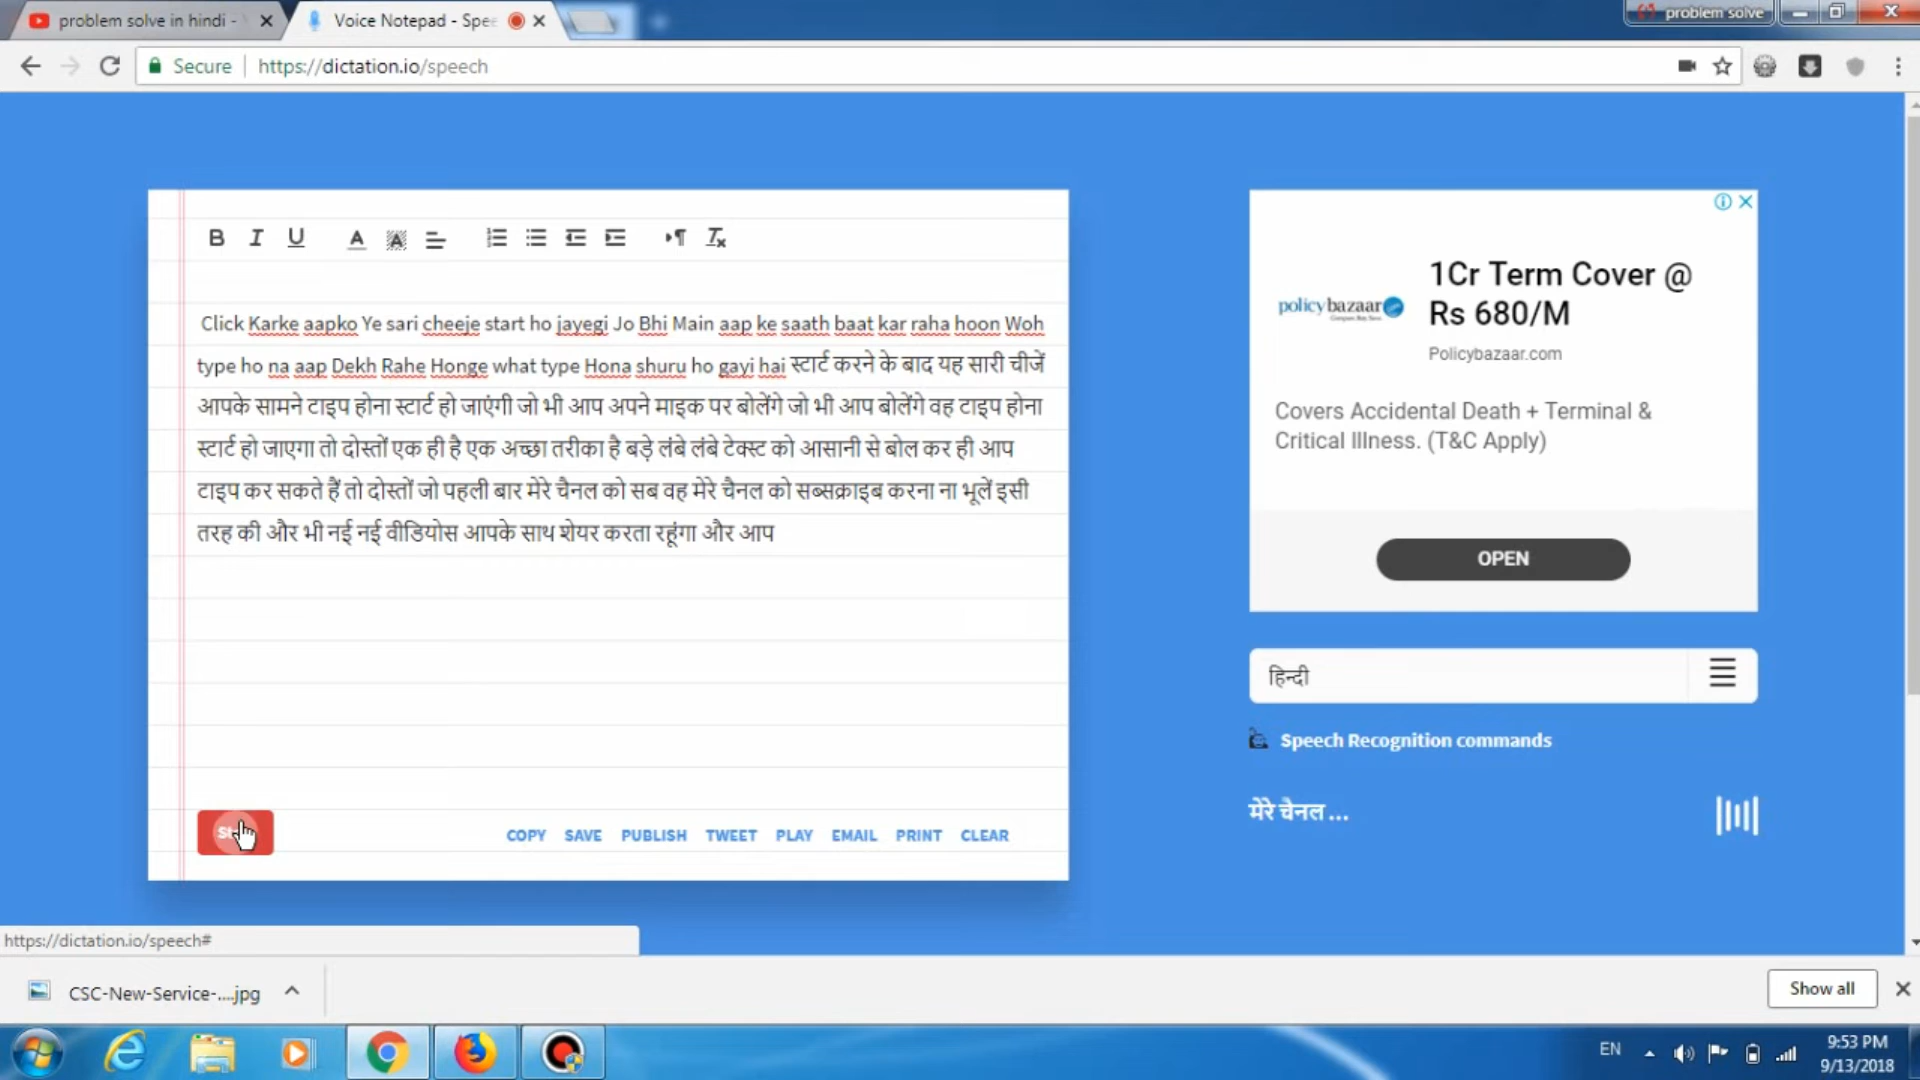 problem solve in hindi -
Voice Notepad - Spee
problem solve
Secure
https://dictation.io/speech
Click Karke aapko Ye sari cheeje start ho jayegi Jo Bhi Main aap ke saath baat kar raha hoon Woh
type ho na aap Dekh Rahe Honge what type Hona shuru ho gayi hai स्टार्ट करने के बाद यह सारी चीजें
आपके सामने टाइप होना स्टार्ट हो जाएंगी जो भी आप अपने माइक पर बोलेंगे जो भी आप बोलेंगे वह टाइप होना
स्टार्ट हो जाएगा तो दोस्तों एक ही है एक अच्छा तरीका है बड़े लंबे लंबे टेक्स्ट को आसानी से बोल कर ही आप
टाइप कर सकते हैं तो दोस्तों जो पहली बार मेरे चैनल को सब वह मेरे चैनल को सब्सक्राइब करना ना भूलें इसी
तरह की और भी नई नई वीडियोस आपके साथ शेयर करता रहूंगा और आप
COPY SAVE PUBLISH TWEET PLAY EMAIL PRINT CLEAR
policybazaar
1Cr Term Cover @
Rs 680/M
Policybazaar.com
Covers Accidental Death + Terminal &
Critical Illness. (T&C Apply)
OPEN
हिन्दी
Speech Recognition commands
मेरे चैनल ...
https://dictation.io/speech#
CSC-New-Service-....jpg
Show all
EN
9:53 PM
9/13/2018